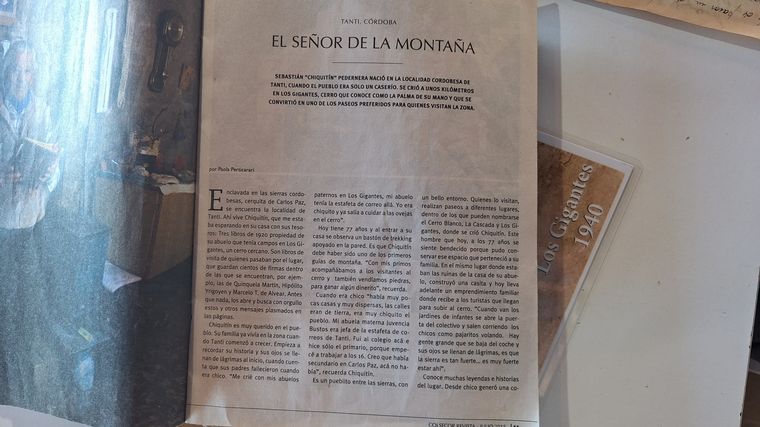 TANTI, CÓRDOBA
EL SEÑOR DE LA MONTAÑA
SEBASTIÁN "CHIQUITÍN" PEDERNERA NACIÓ EN LA LOCALIDAD CORDOBESA DE
TANTI, CUANDO EL PUEBLO ERA SOLO UN CASERÍO. SE CRIÓ A UNOS KILÓMETROS
EN LOS GIGANTES, CERRO QUE CONOCE COMO LA PALMA DE SU MANO Y QUE SE
CONVIRTIÓ EN UNO DE LOS PASEOS PREFERIDOS PARA QUIENES VISITAN LA ZONA.
por Paola Perticarari
Enclavada en las sierras cordo-
besas, cerquita de Carlos Paz,
se encuentra la localidad de
Tanti. Ahí vive Chiquitín, que me esta-
ba esperando en su casa con sus teso-
ros: Tres libros de 1920 propiedad de
su abuelo que tenía campos en Los Gi-
gantes, un cerro cercano. Son libros de
visita de quienes pasaban por el lugar,
que guardan cientos de firmas dentro
de las que se encuentran, por ejem-
plo, las de Quinquela Martín, Hipólito
Yrigoyen y Marcelo T. de Alvear. Antes
que nada, los abre y busca con orgullo
estos y otros mensajes plasmados en
las páginas.
Chiquitín es muy querido en el pue-
blo. Su familia ya vivía en la zona cuan-
do Tanti comenzó a crecer. Empieza a
recordar su historia y sus ojos se lle-
nan de lágrimas al inicio, cuando cuen-
ta que sus padres fallecieron cuando
era chico. "Me crié con mis abuelos
paternos en Los Gigantes, mi abuelo
tenía la estafeta de correo allá. Yo era
chiquito y ya salía a cuidar a las ovejas
en el cerro".
Hoy tiene 77 años y al entrar a su
casa se observa un bastón de trekking
apoyado en la pared. Es que Chiquitín
debe haber sido uno de los primeros
guías de montaña. "Con mis primos
acompañábamos a los visitantes al
cerro y también vendíamos piedras,
para ganar algún dinerito", recuerda.
Cuando era chico "había muy po-
cas casas y muy dispersas, las calles
eran de tierra, era muy chiquito el
pueblo. Mi abuela materna Juvencia
Bustos era jefa de la estafeta de co-
rreos de Tanti. Fui al colegio acá e
hice sólo el primario, porque empe-
cé a trabajar a los 16. Creo que había
secundario en Carlos Paz, acá no ha-
bía", recuerda Chiquitín.
Es un pueblito entre las sierras, con
un bello entorno. Quienes lo visitan,
realizan paseos a diferentes lugares,
dentro de los que pueden nombrarse
el Cerro Blanco, La Cascada y Los Gi-
gantes, donde se crió Chiquitín. Este
hombre que hoy, a los 77 años se
siente bendecido porque pudo conser-
var ese espacio que perteneció a su
familia. En el mismo lugar donde esta-
ban las ruinas de la casa de su abue-
lo, construyó una casita y hoy lleva
adelante un emprendimiento familiar
donde recibe a los turistas que llegan
para subir al cerro. "Cuando van los
jardines de infantes se abre la puer-
ta del colectivo y salen corriendo los
chicos como pajaritos volando. Hay
gente grande que se baja del coche
y sus ojos se llenan de lágrimas, es que
la sierra es tan fuerte... es muy fuerte
estar ahí".
Conoce muchas leyendas e historias
del lugar. Desde chico generó una co-
Los Gigantes
1940